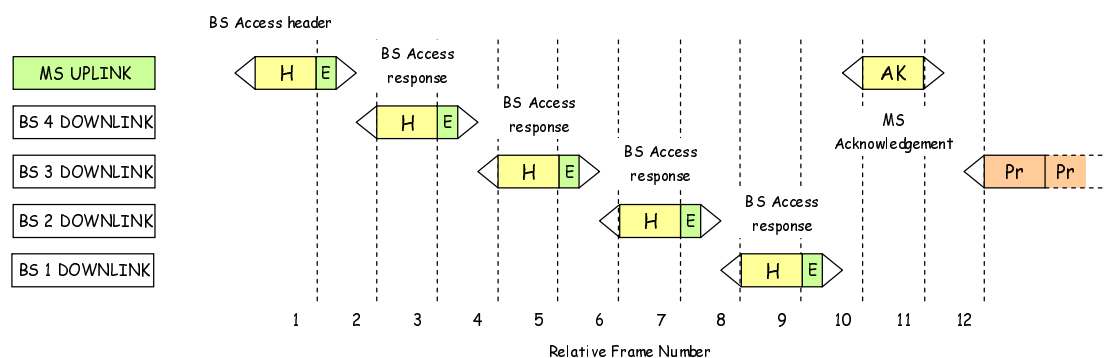 BS Access header
BS Access
response
MS UPLINK
H
E
AK
BS 4 DOWNLINK
H
E
BS Access
response
MS
Acknowledgement
BS 3 DOWNLINK
H
E
BS Access
response
Pr
Pr
BS 2 DOWNLINK
H
E
BS Access
response
BS 1 DOWNLINK
H
E
1 2 3 4 5 6 7 8 9 10 11 12
Relative Frame Number